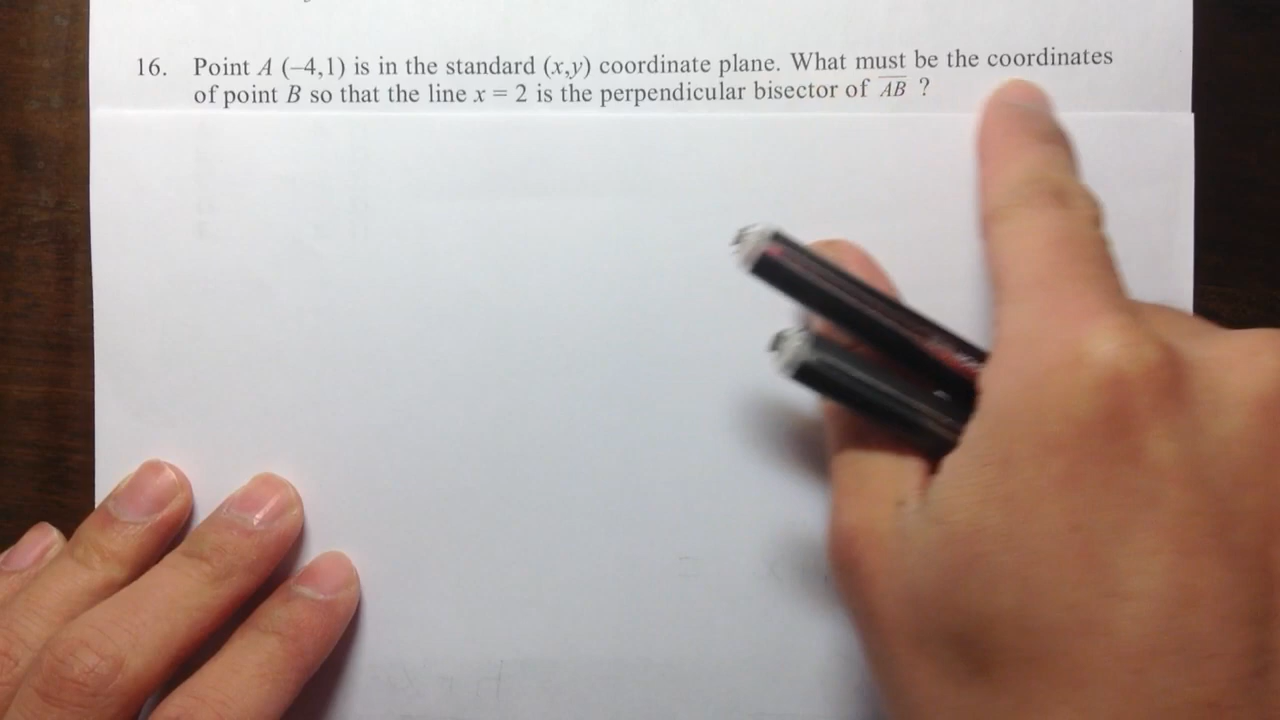 16. Point A (–4,1) is in the standard (x,y) coordinate plane. What must be the coordinates
of point B so that the line x = 2 is the perpendicular bisector of A̅B̅ ?